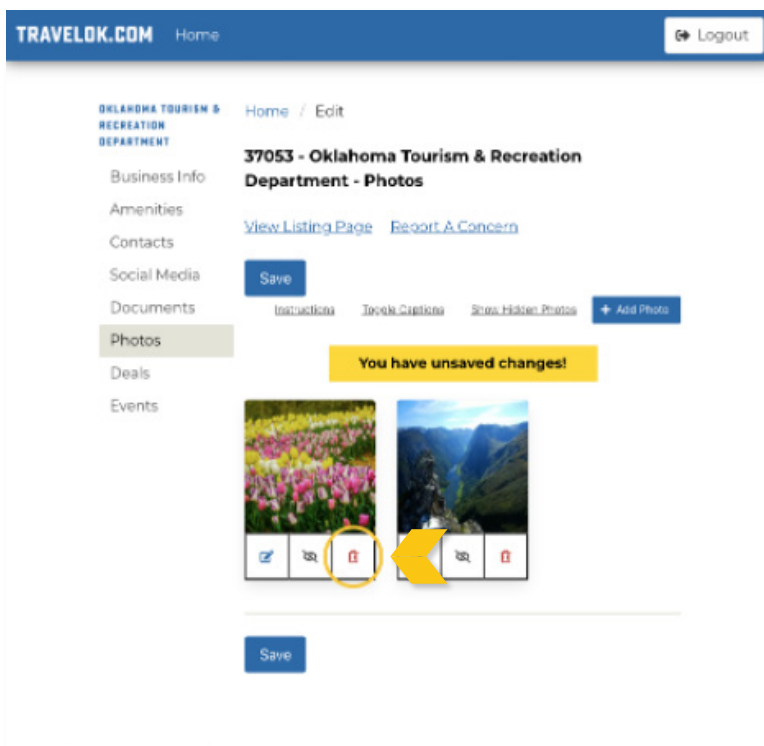 TRAVELOK.COM Home
Logout
OKLAHOMA TOURISM &
RECREATION
DEPARTMENT
Business Info
Amenities
Contacts
Social Media
Documents
Photos
Deals
Events
Home / Edit
37053 - Oklahoma Tourism & Recreation
Department - Photos
View Listing Page Report A Concern
Save
Instructions Toggle Captions Show Hidden Photos + Add Photo
You have unsaved changes!
Save